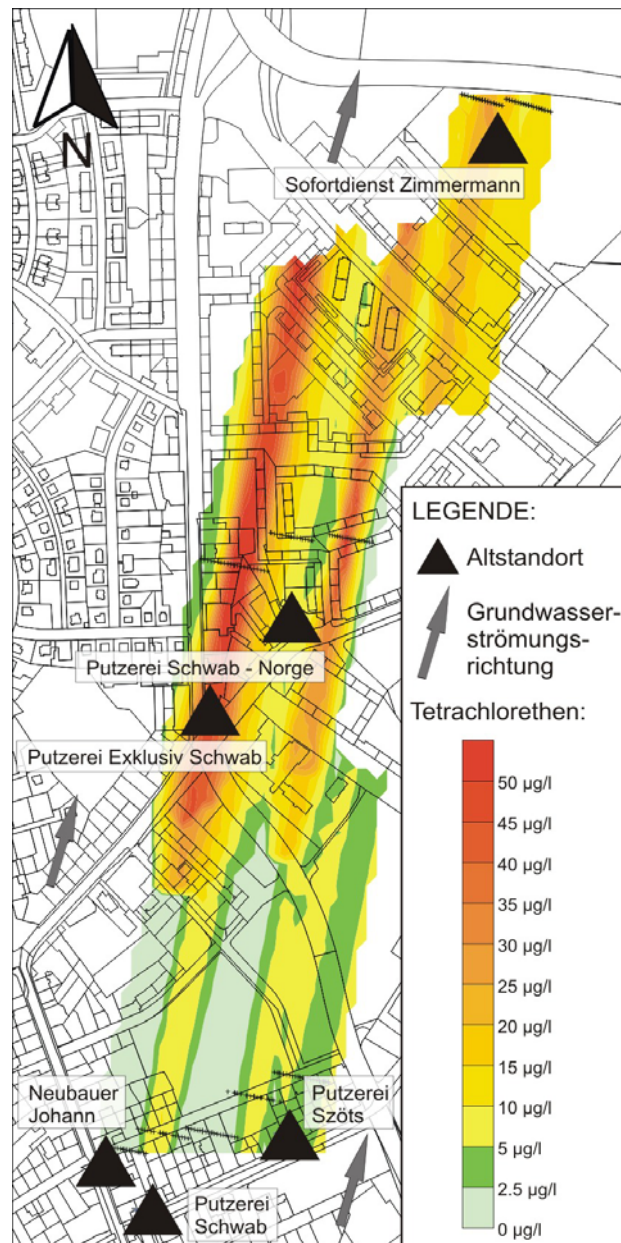 N
Sofortdienst Zimmermann
Putzerei Schwab - Norge
Putzerei Exklusiv Schwab
Neubauer
Johann
Putzerei
Szöts
Putzerei
Schwab
LEGENDE:
Altstandort
Grundwasser-
strömungs-
richtung
Tetrachlorethen:
50 µg/l
45 µg/l
40 µg/l
35 µg/l
30 µg/l
25 µg/l
20 µg/l
15 µg/l
10 µg/l
5 µg/l
2.5 µg/l
0 µg/l